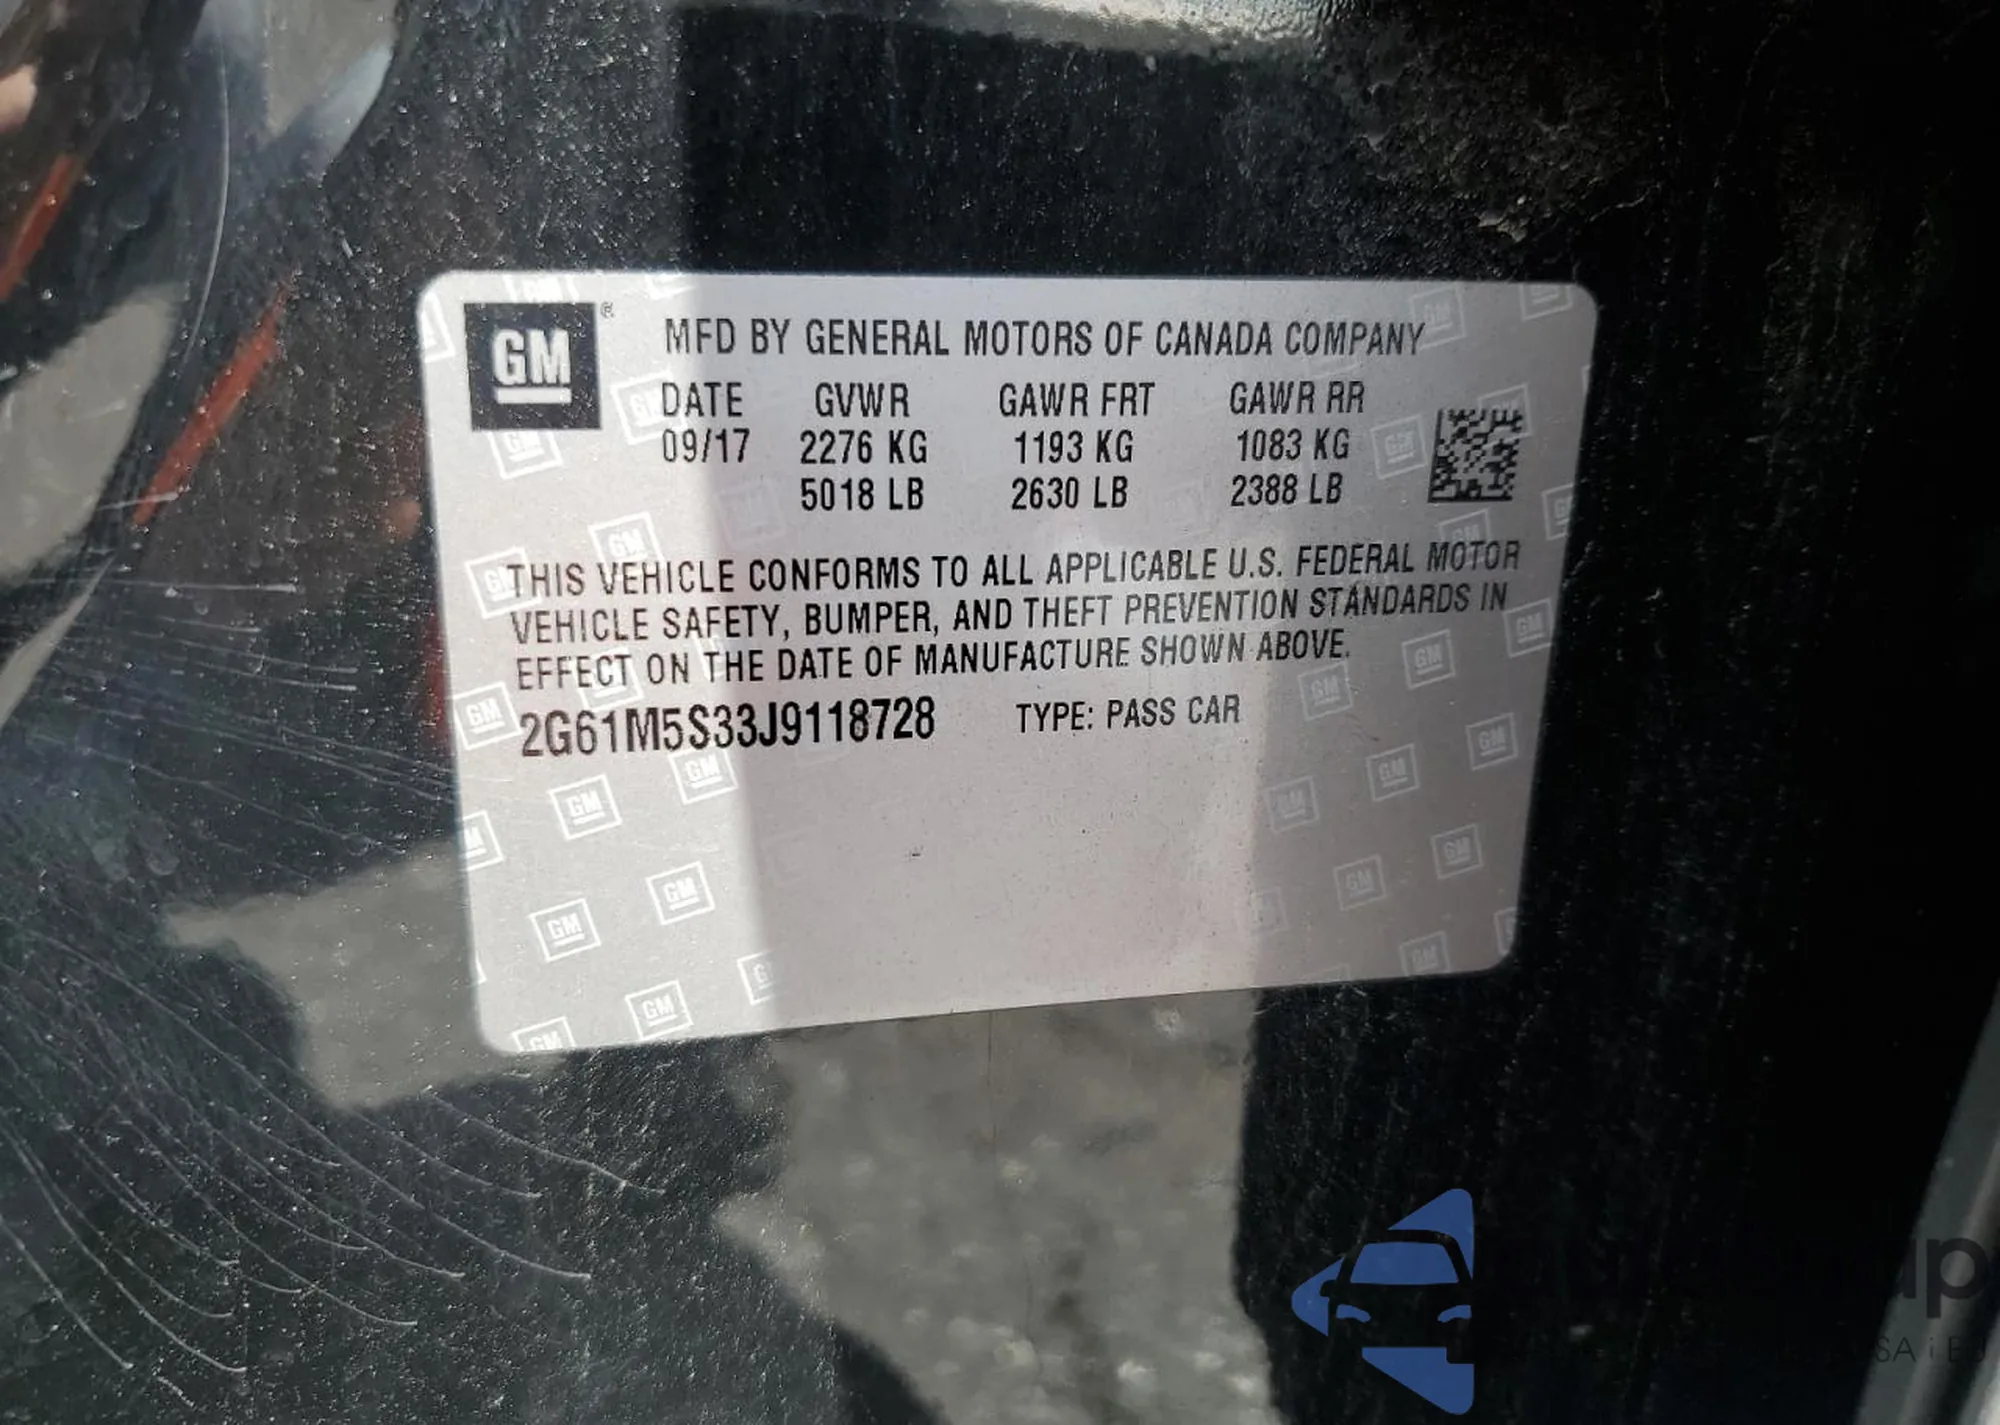 GM ®
MFD BY GENERAL MOTORS OF CANADA COMPANY
DATE GVWR GAWR FRT GAWR RR
09/17 2276 KG 1193 KG 1083 KG
5018 LB 2630 LB 2388 LB
THIS VEHICLE CONFORMS TO ALL APPLICABLE U.S. FEDERAL MOTOR
VEHICLE SAFETY, BUMPER, AND THEFT PREVENTION STANDARDS IN
EFFECT ON THE DATE OF MANUFACTURE SHOWN ABOVE.
2G61M5S33J9118728 TYPE: PASS CAR